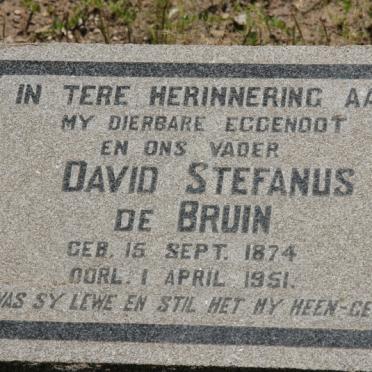 IN TERE HERINNERING AA
MY DIERBARE EGGENOOT
EN ONS VADER
DAVID STEFANUS
DE BRUIN
GEB. 15 SEPT. 1874
OORL. 1 APRIL 1951.
WAS SY LEWE EN STIL HET HY HEEN-GE